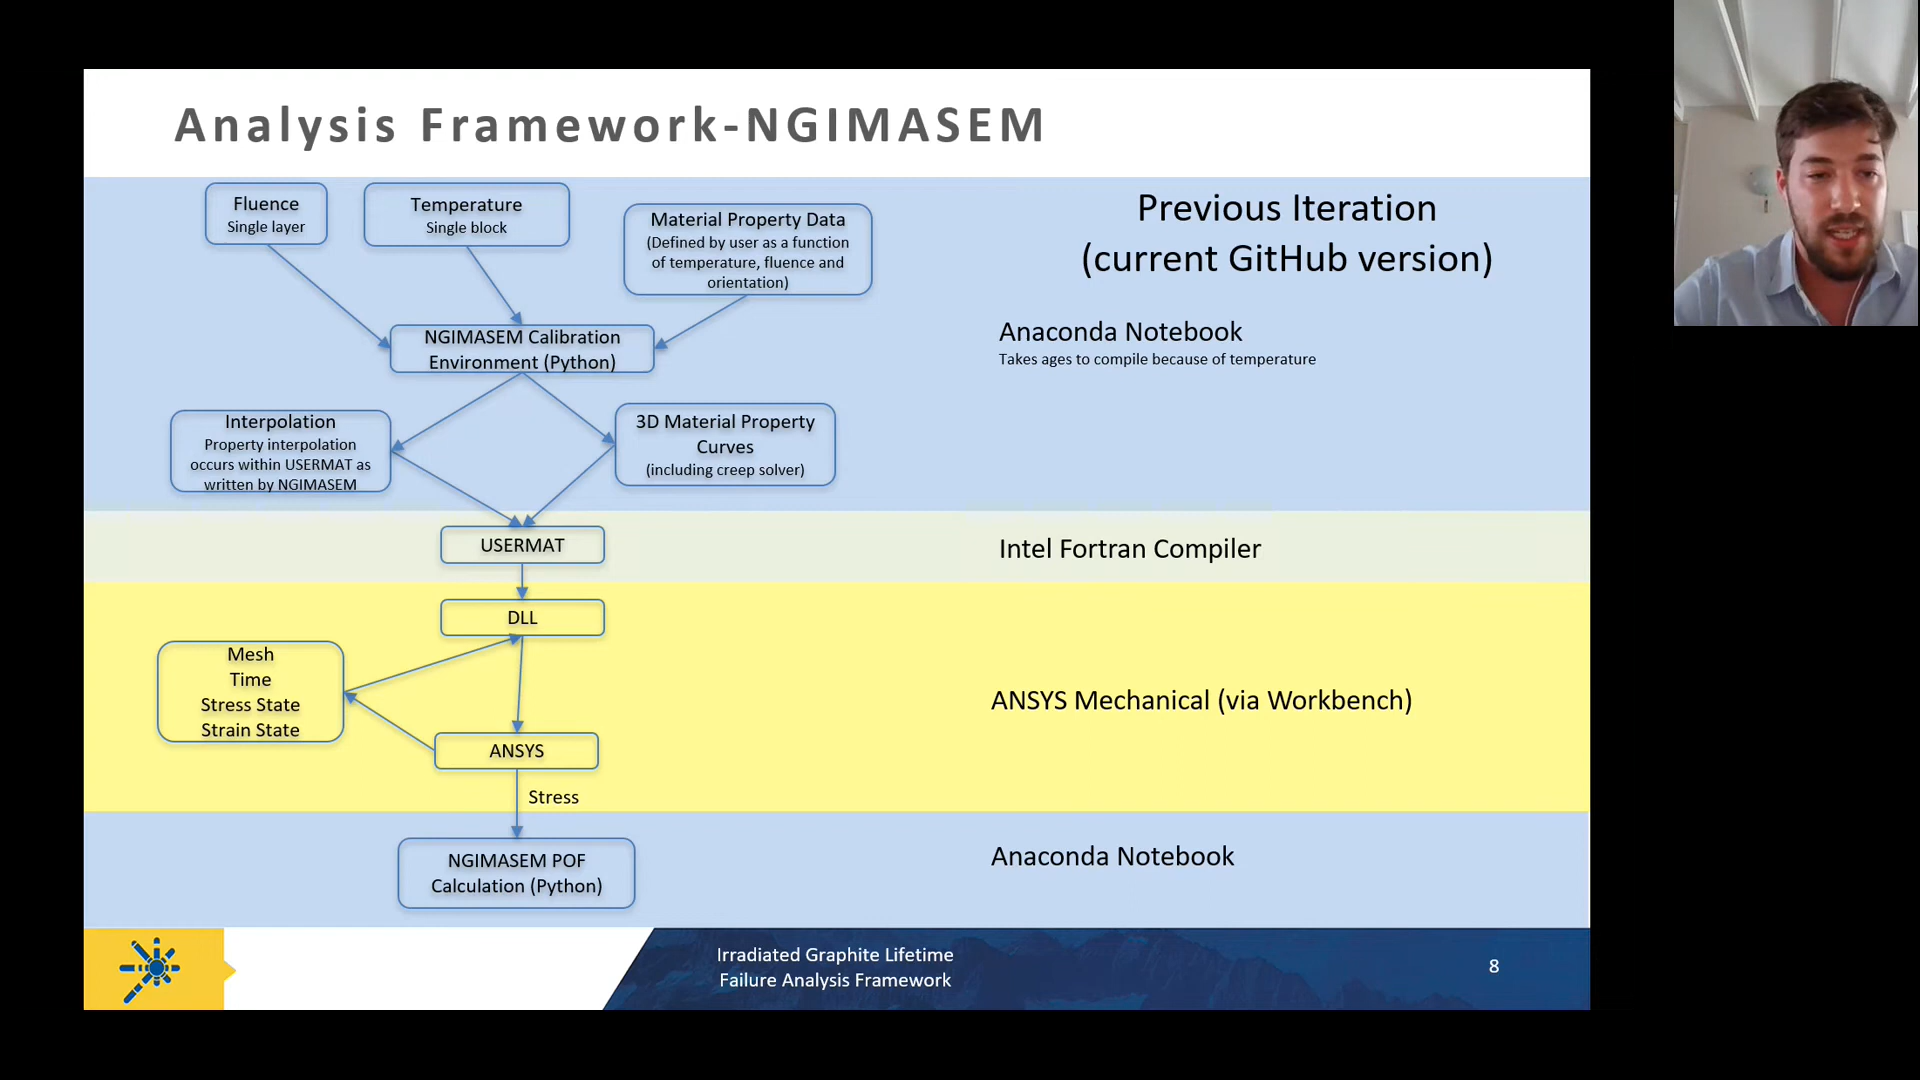 Analysis Framework-NGIMASEM
Fluence
Single layer
Temperature
Single block
Material Property Data
(Defined by user as a function
of temperature, fluence and
orientation)
Previous Iteration
(current GitHub version)
NGIMASEM Calibration
Environment (Python)
Anaconda Notebook
Takes ages to compile because of temperature
Interpolation
Property interpolation
occurs within USERMAT as
written by NGIMASEM
3D Material Property
Curves
(including creep solver)
USERMAT
Intel Fortran Compiler
DLL
Mesh
Time
Stress State
Strain State
ANSYS Mechanical (via Workbench)
ANSYS
Stress
NGIMASEM POF
Calculation (Python)
Anaconda Notebook
Irradiated Graphite Lifetime
Failure Analysis Framework
8